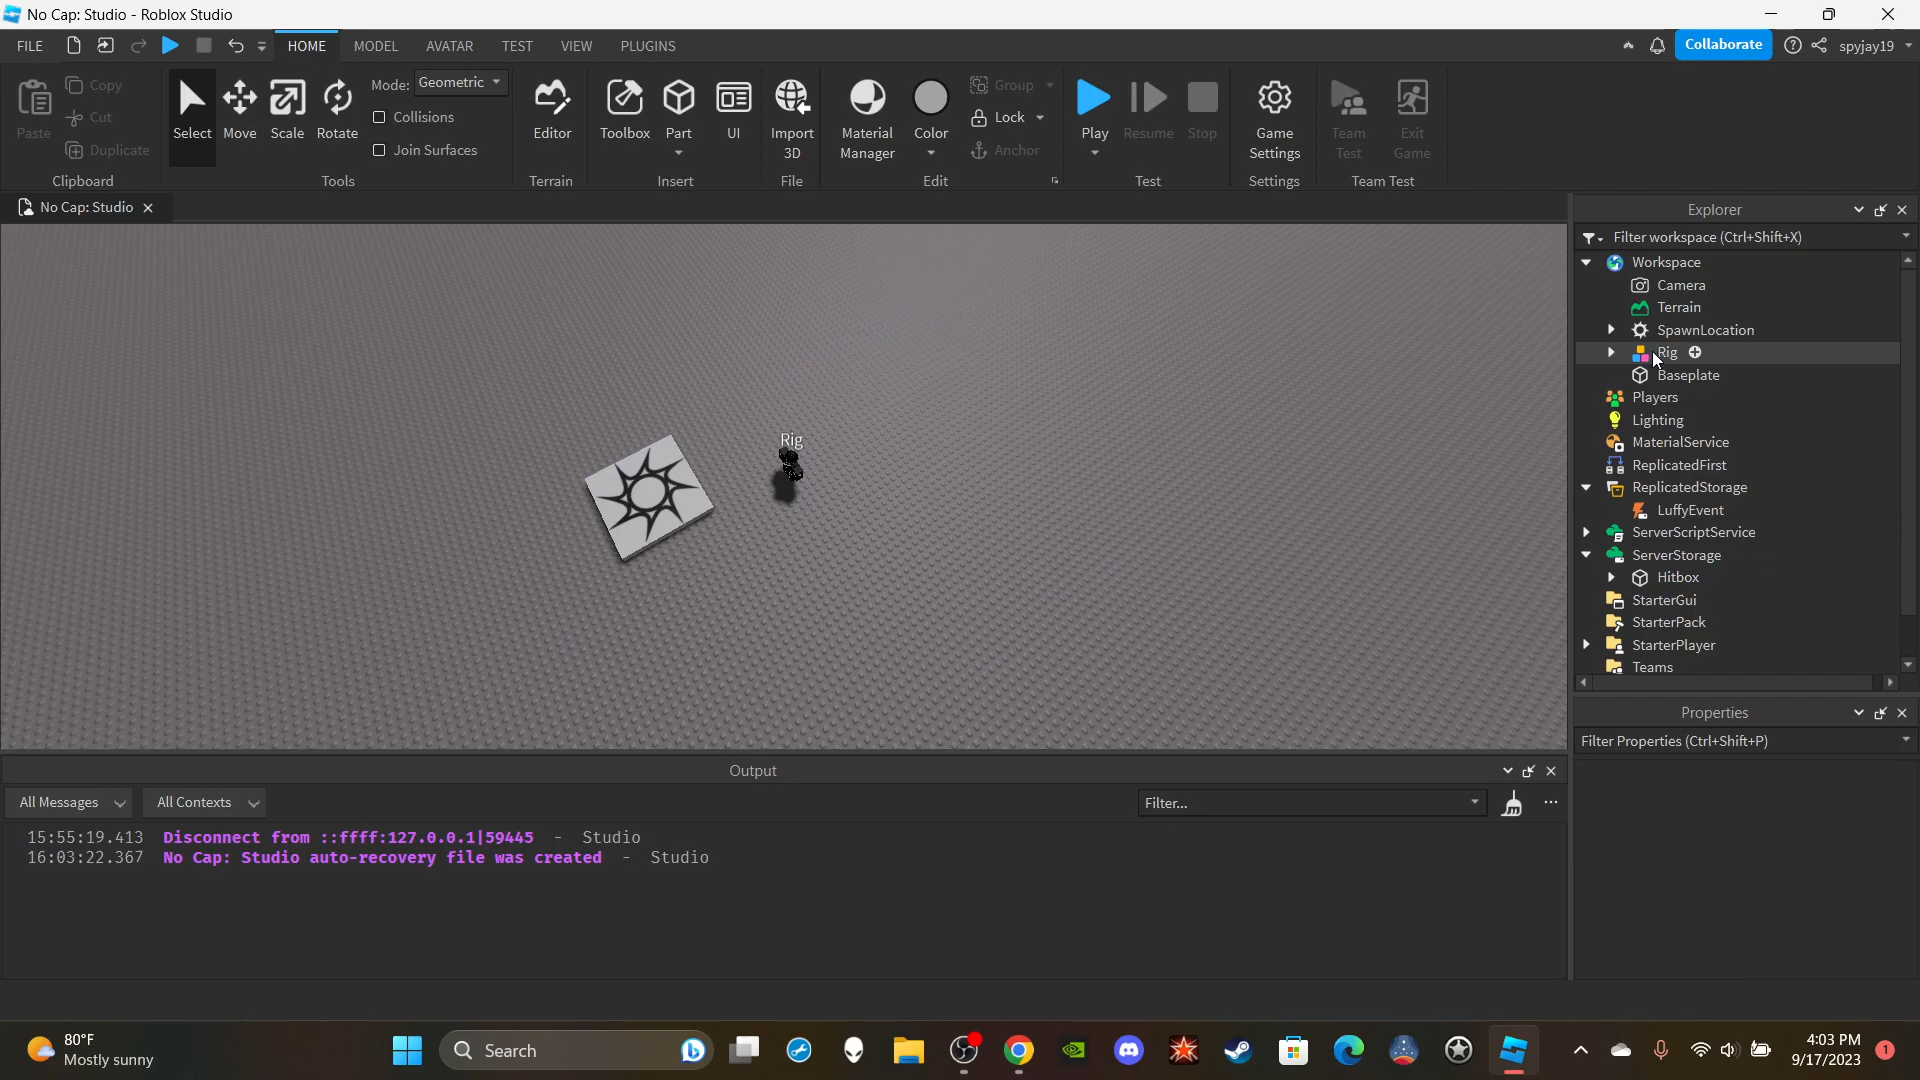 No Cap: Studio - Roblox Studio
FILE HOME MODEL AVATAR TEST VIEW PLUGINS Collaborate spyjay19
Paste Copy Cut Duplicate
Clipboard
Select Move Scale Rotate
Mode: Geometric
Collisions
Join Surfaces
Tools
Editor
Terrain
Toolbox Part UI
Insert
Import 3D
File
Material Manager Color
Group
Lock
Anchor
Edit
Play Resume Stop
Test
Game Settings
Settings
Team Test Exit Game
Team Test
No Cap: Studio
Rig
Explorer
Filter workspace (Ctrl+Shift+X)
Workspace
Camera
Terrain
SpawnLocation
Rig
Baseplate
Players
Lighting
MaterialService
ReplicatedFirst
ReplicatedStorage
LuffyEvent
ServerScriptService
ServerStorage
Hitbox
StarterGui
StarterPack
StarterPlayer
Teams
Properties
Filter Properties (Ctrl+Shift+P)
Output
All Messages All Contexts Filter...
15:55:19.413 Disconnect from ::ffff:127.0.0.1|59445 - Studio
16:03:22.367 No Cap: Studio auto-recovery file was created - Studio
80°F
Mostly sunny
Search
4:03 PM
9/17/2023
1